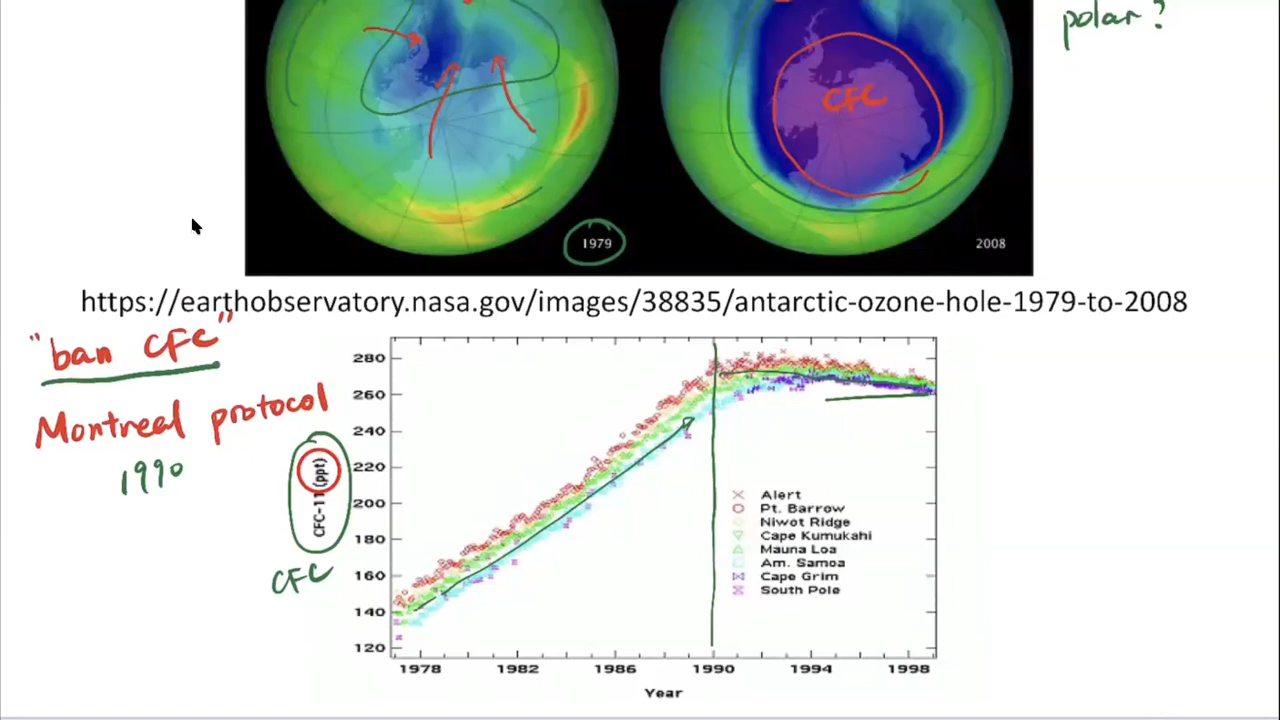 polar?
CFC
1979
2008
https://earthobservatory.nasa.gov/images/38835/antarctic-ozone-hole-1979-to-2008
"ban CFC"
Montreal protocol
1990
CFC-11 (ppt)
CFC
280
260
240
220
200
180
160
140
120
Alert
Pt. Barrow
Niwot Ridge
Cape Kumukahi
Mauna Loa
Am. Samoa
Cape Grim
South Pole
1978 1982 1986 1990 1994 1998
Year